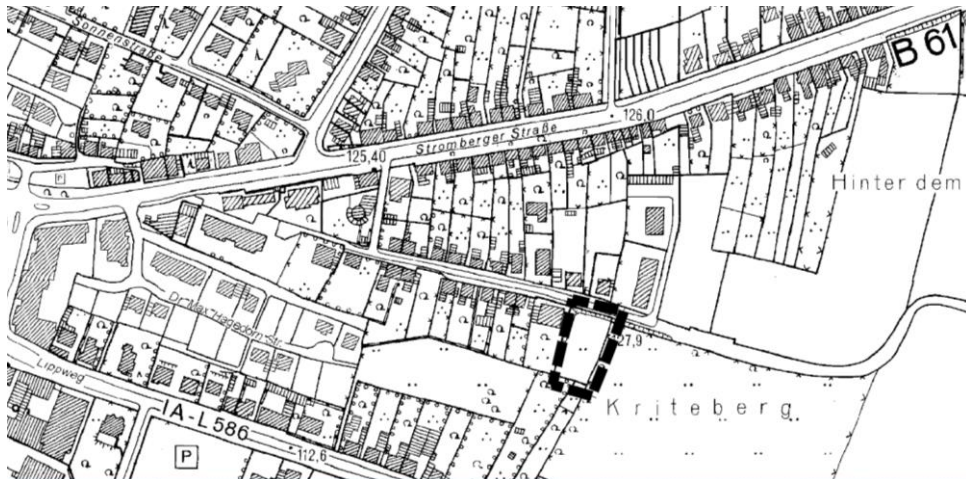 Sonnenstraße
B 61
126,0
Stromberger Straße
125,40
P
Hinter dem
Dr.-Max-Hagedorn-Str.
27,9
Lippweg
Kriteberg
IA-L 586
P
112,6